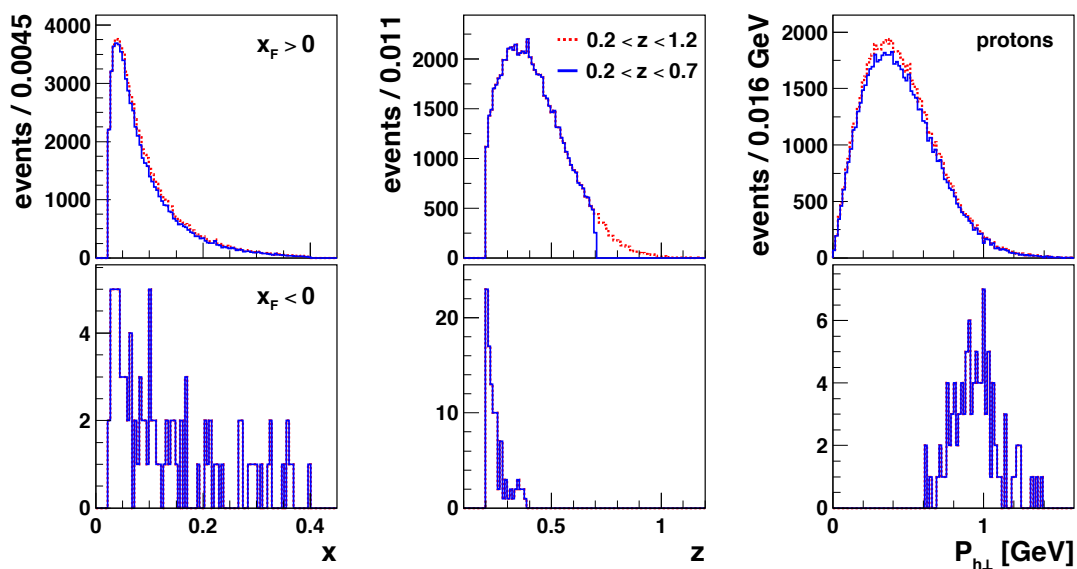 events / 0.0045
4000
3000
2000
1000
0
x_F > 0
events / 0.011
2000
1500
1000
500
0
0.2 < z < 1.2
0.2 < z < 0.7
events / 0.016 GeV
2000
1500
1000
500
0
protons
4
2
0
x_F < 0
20
10
0
6
4
2
0
0 0.2 0.4
x
0.5 1
z
0 1
P_h⊥ [GeV]